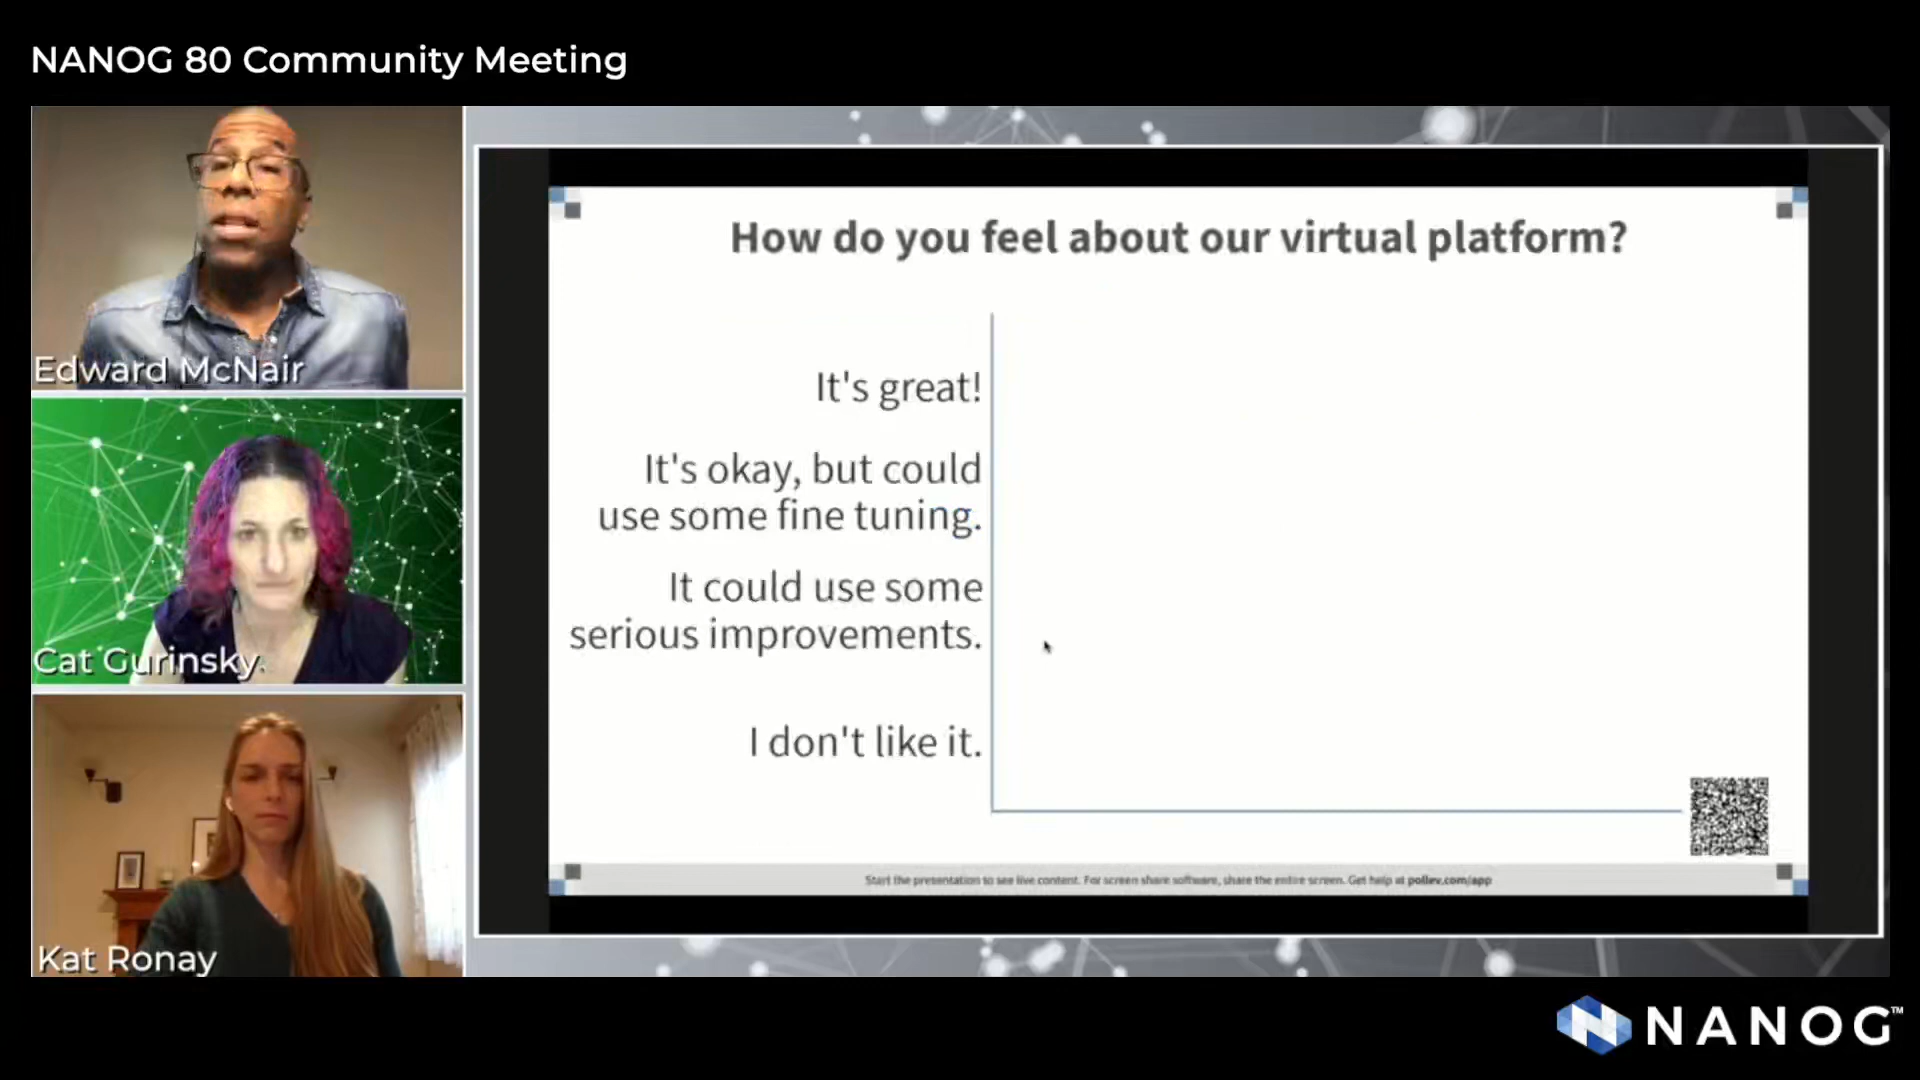 NANOG 80 Community Meeting
Edward McNair
Cat Gurinsky
Kat Ronay
How do you feel about our virtual platform?
It's great!
It's okay, but could
use some fine tuning.
It could use some
serious improvements.
I don't like it.
Start the presentation to see live content. For screen share software, share the entire screen. Get help at pollev.com/app
NANOG™